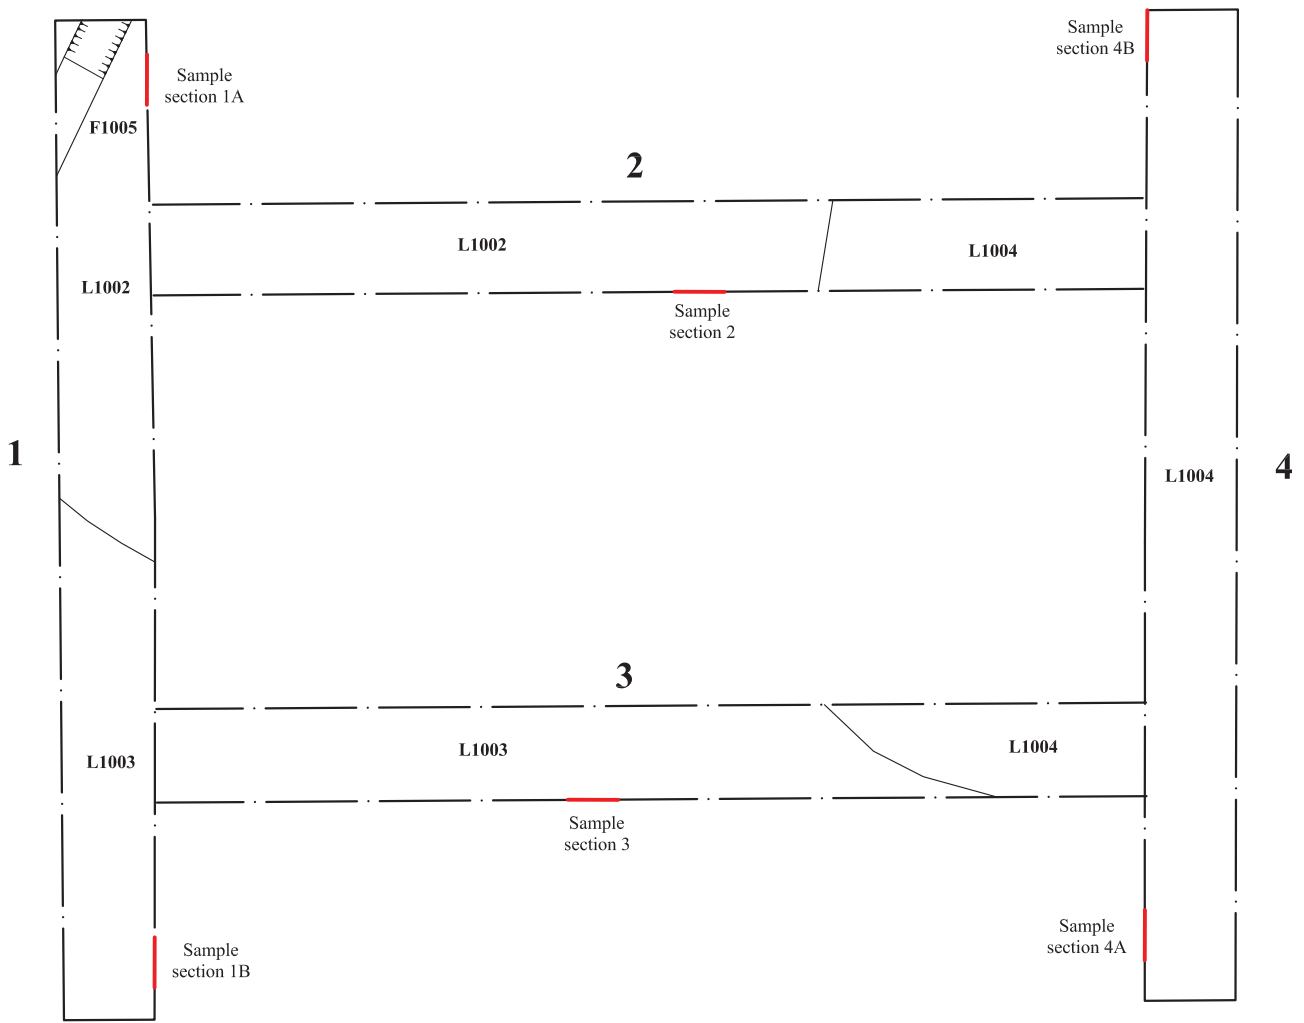 Sample
section 4B
Sample
section 1A
F1005
2
L1002
L1004
L1002
Sample
section 2
1
4
L1004
3
L1003
L1004
L1003
Sample
section 3
Sample
section 4A
Sample
section 1B